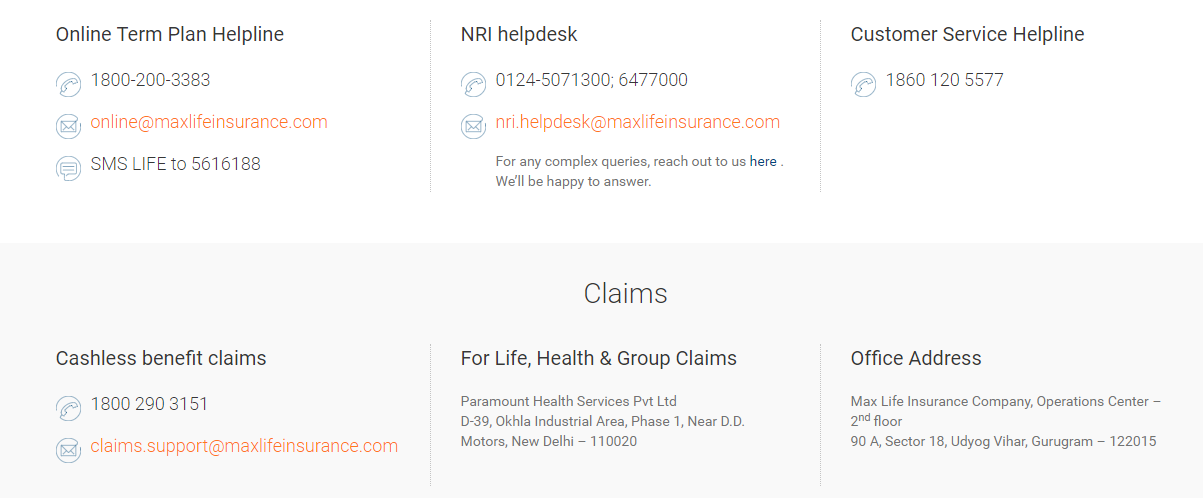 Online Term Plan Helpline
1800-200-3383
online@maxlifeinsurance.com
SMS LIFE to 5616188
NRI helpdesk
0124-5071300; 6477000
nri.helpdesk@maxlifeinsurance.com
For any complex queries, reach out to us here .
We’ll be happy to answer.
Customer Service Helpline
1860 120 5577
Claims
Cashless benefit claims
1800 290 3151
claims.support@maxlifeinsurance.com
For Life, Health & Group Claims
Paramount Health Services Pvt Ltd
D-39, Okhla Industrial Area, Phase 1, Near D.D.
Motors, New Delhi – 110020
Office Address
Max Life Insurance Company, Operations Center –
2nd floor
90 A, Sector 18, Udyog Vihar, Gurugram – 122015